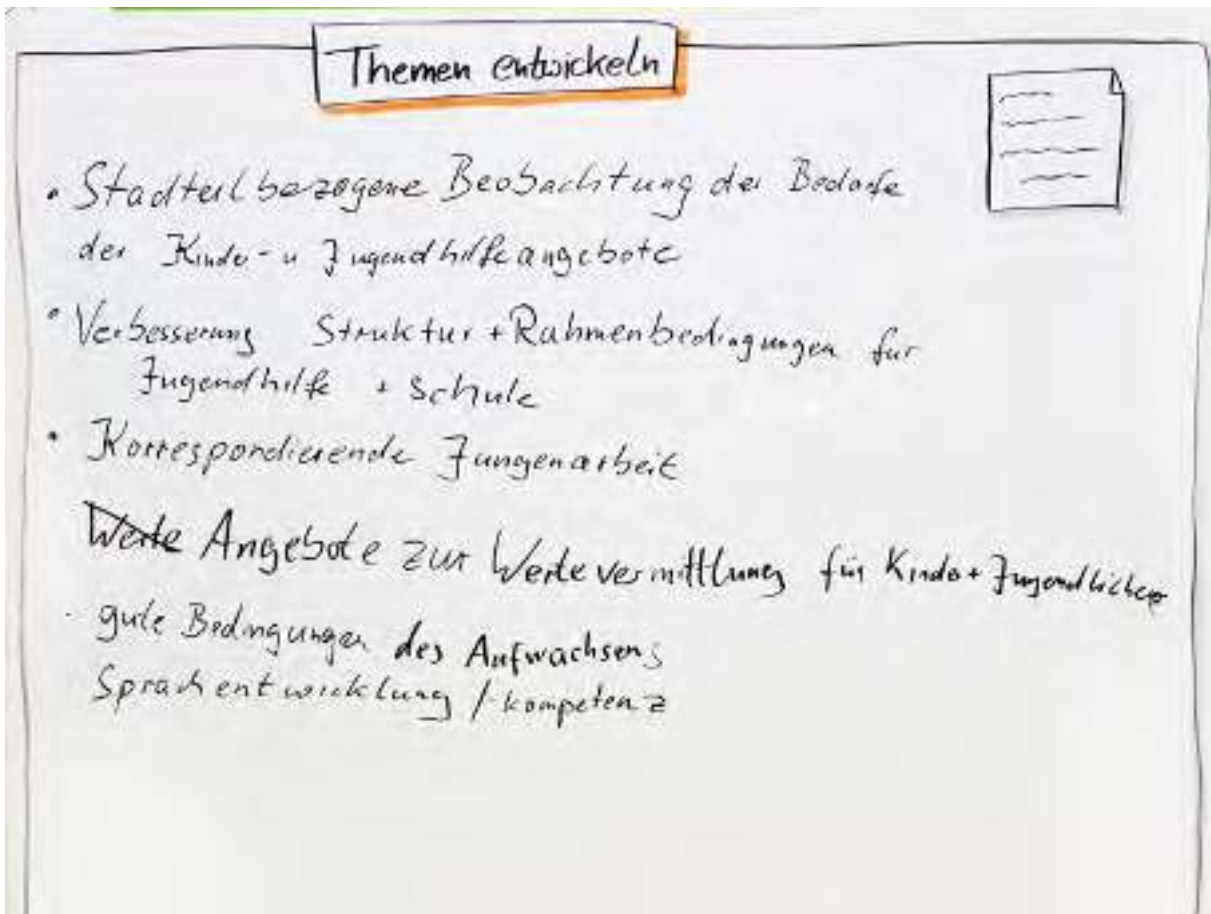 Themen entwickeln
• Stadtteilbezogene Beobachtung der Bedarfe
der Kinder- u Jugendhilfeangebote
• Verbesserung Struktur + Rahmenbedingungen für
Jugendhilfe + Schule
• Korrespondierende Jungenarbeit
Werte Angebote zur Wertevermittlung für Kinder + Jugendliche
· gute Bedingungen des Aufwachsens
Sprachentwicklung / kompetenz